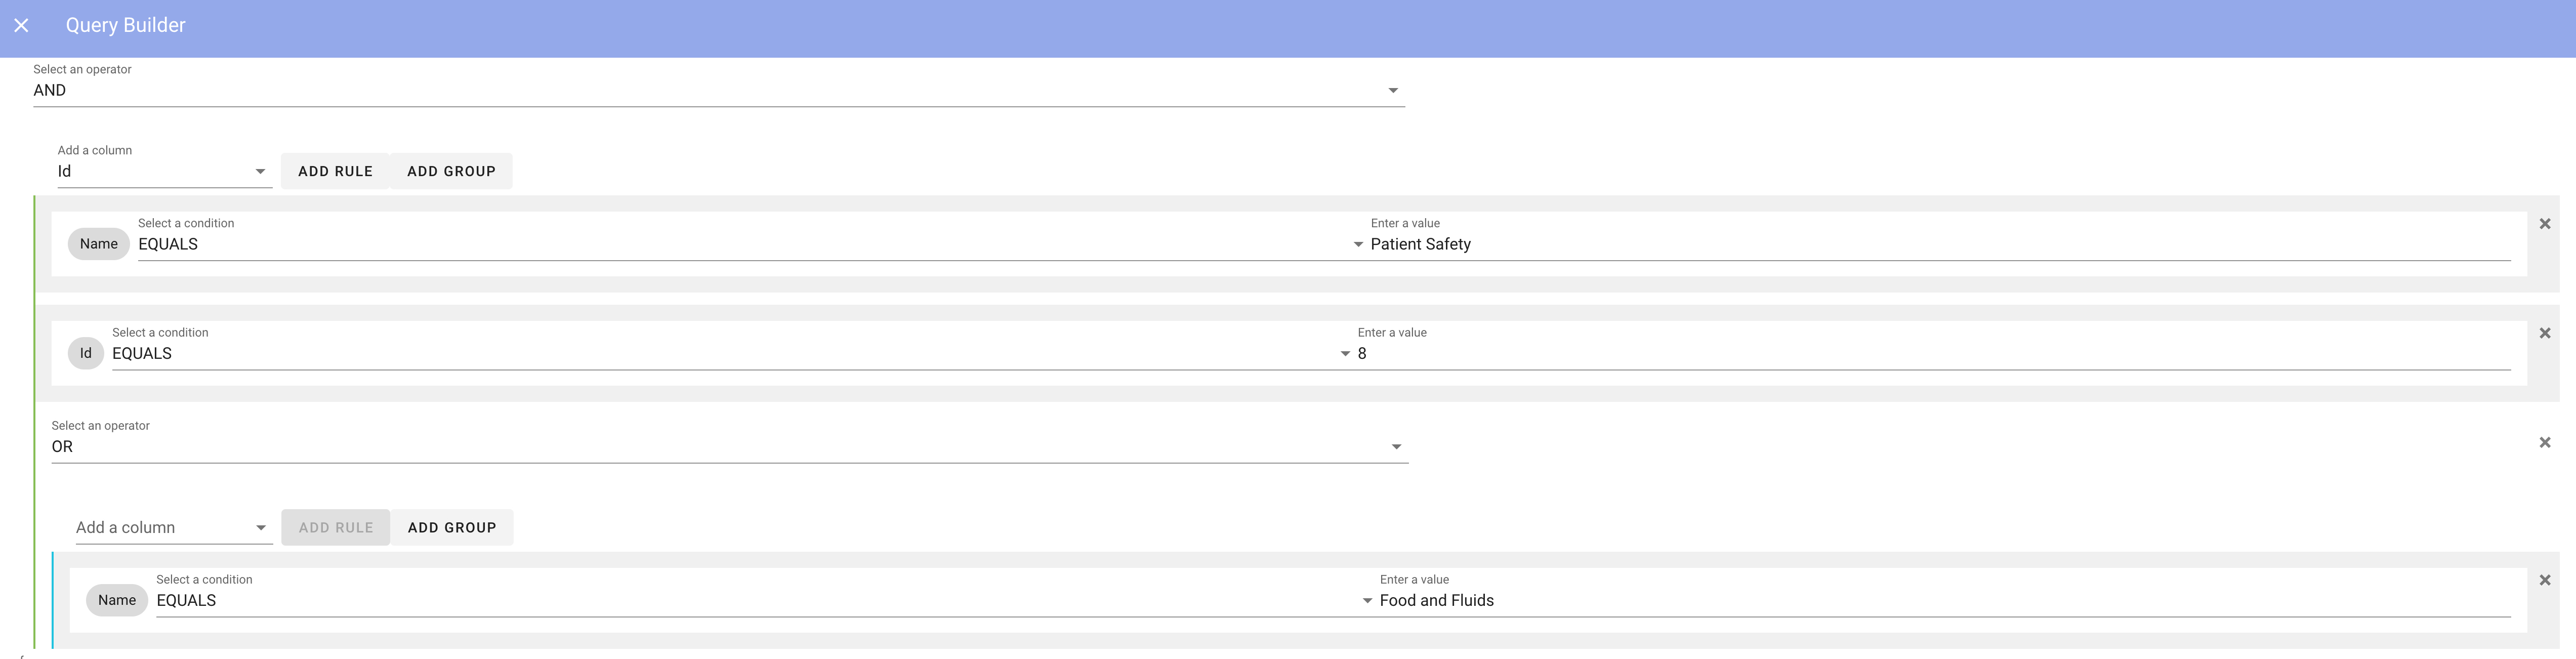 Query Builder
Select an operator
AND
Add a column
Id
ADD RULE ADD GROUP
Select a condition Enter a value
Name EQUALS Patient Safety
Select a condition Enter a value
Id EQUALS 8
Select an operator
OR
Add a column ADD RULE ADD GROUP
Select a condition Enter a value
Name EQUALS Food and Fluids